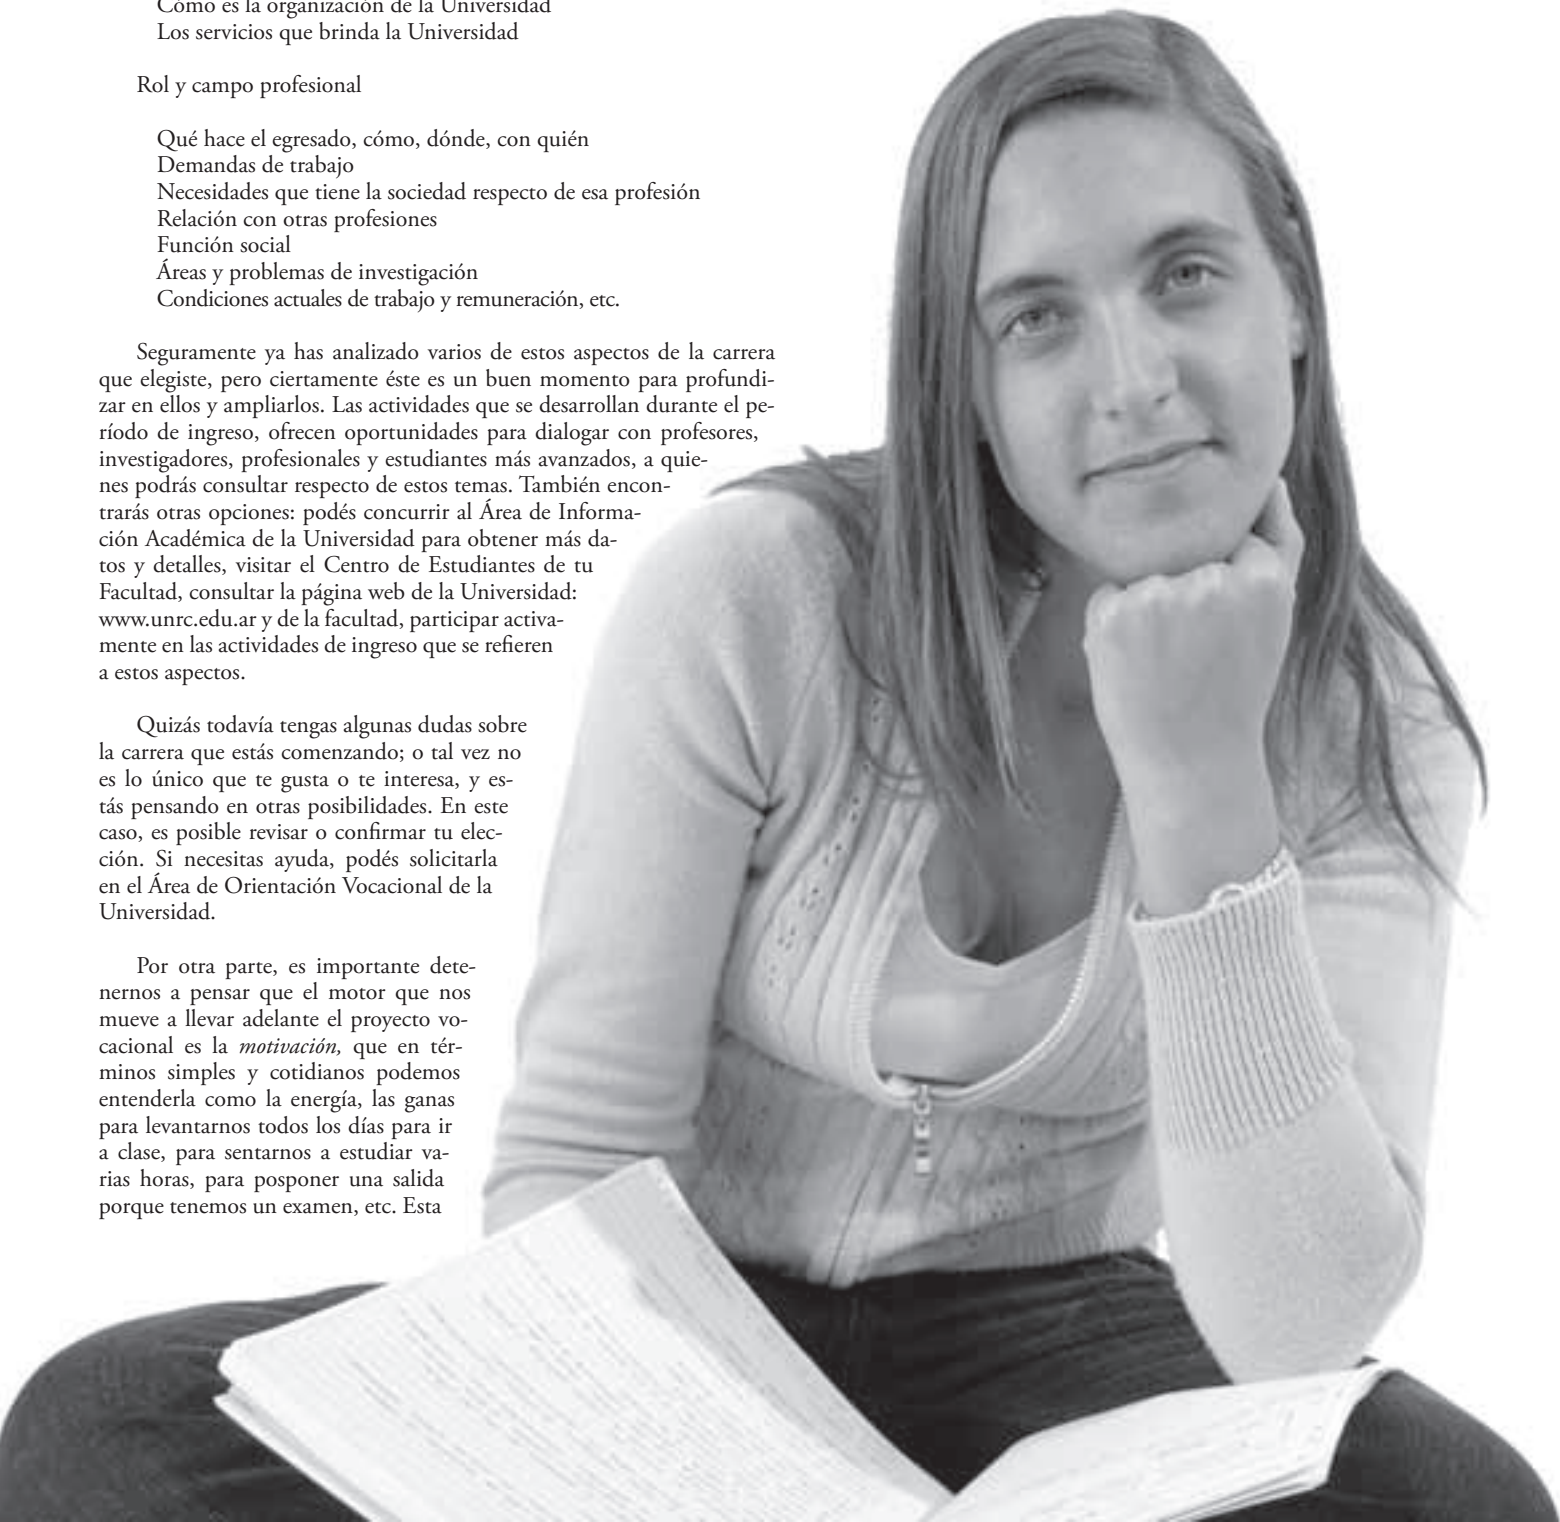 Cómo es la organización de la Universidad
Los servicios que brinda la Universidad
Rol y campo profesional
Qué hace el egresado, cómo, dónde, con quién
Demandas de trabajo
Necesidades que tiene la sociedad respecto de esa profesión
Relación con otras profesiones
Función social
Áreas y problemas de investigación
Condiciones actuales de trabajo y remuneración, etc.
Seguramente ya has analizado varios de estos aspectos de la carrera
que elegiste, pero ciertamente éste es un buen momento para profundi-
zar en ellos y ampliarlos. Las actividades que se desarrollan durante el pe-
ríodo de ingreso, ofrecen oportunidades para dialogar con profesores,
investigadores, profesionales y estudiantes más avanzados, a quie-
nes podrás consultar respecto de estos temas. También encon-
trarás otras opciones: podés concurrir al Área de Informa-
ción Académica de la Universidad para obtener más da-
tos y detalles, visitar el Centro de Estudiantes de tu
Facultad, consultar la página web de la Universidad:
www.unrc.edu.ar y de la facultad, participar activa-
mente en las actividades de ingreso que se refieren
a estos aspectos.
Quizás todavía tengas algunas dudas sobre
la carrera que estás comenzando; o tal vez no
es lo único que te gusta o te interesa, y es-
tás pensando en otras posibilidades. En este
caso, es posible revisar o confirmar tu elec-
ción. Si necesitas ayuda, podés solicitarla
en el Área de Orientación Vocacional de la
Universidad.
Por otra parte, es importante dete-
nernos a pensar que el motor que nos
mueve a llevar adelante el proyecto vo-
cacional es la motivación, que en tér-
minos simples y cotidianos podemos
entenderla como la energía, las ganas
para levantarnos todos los días para ir
a clase, para sentarnos a estudiar va-
rias horas, para posponer una salida
porque tenemos un examen, etc. Esta